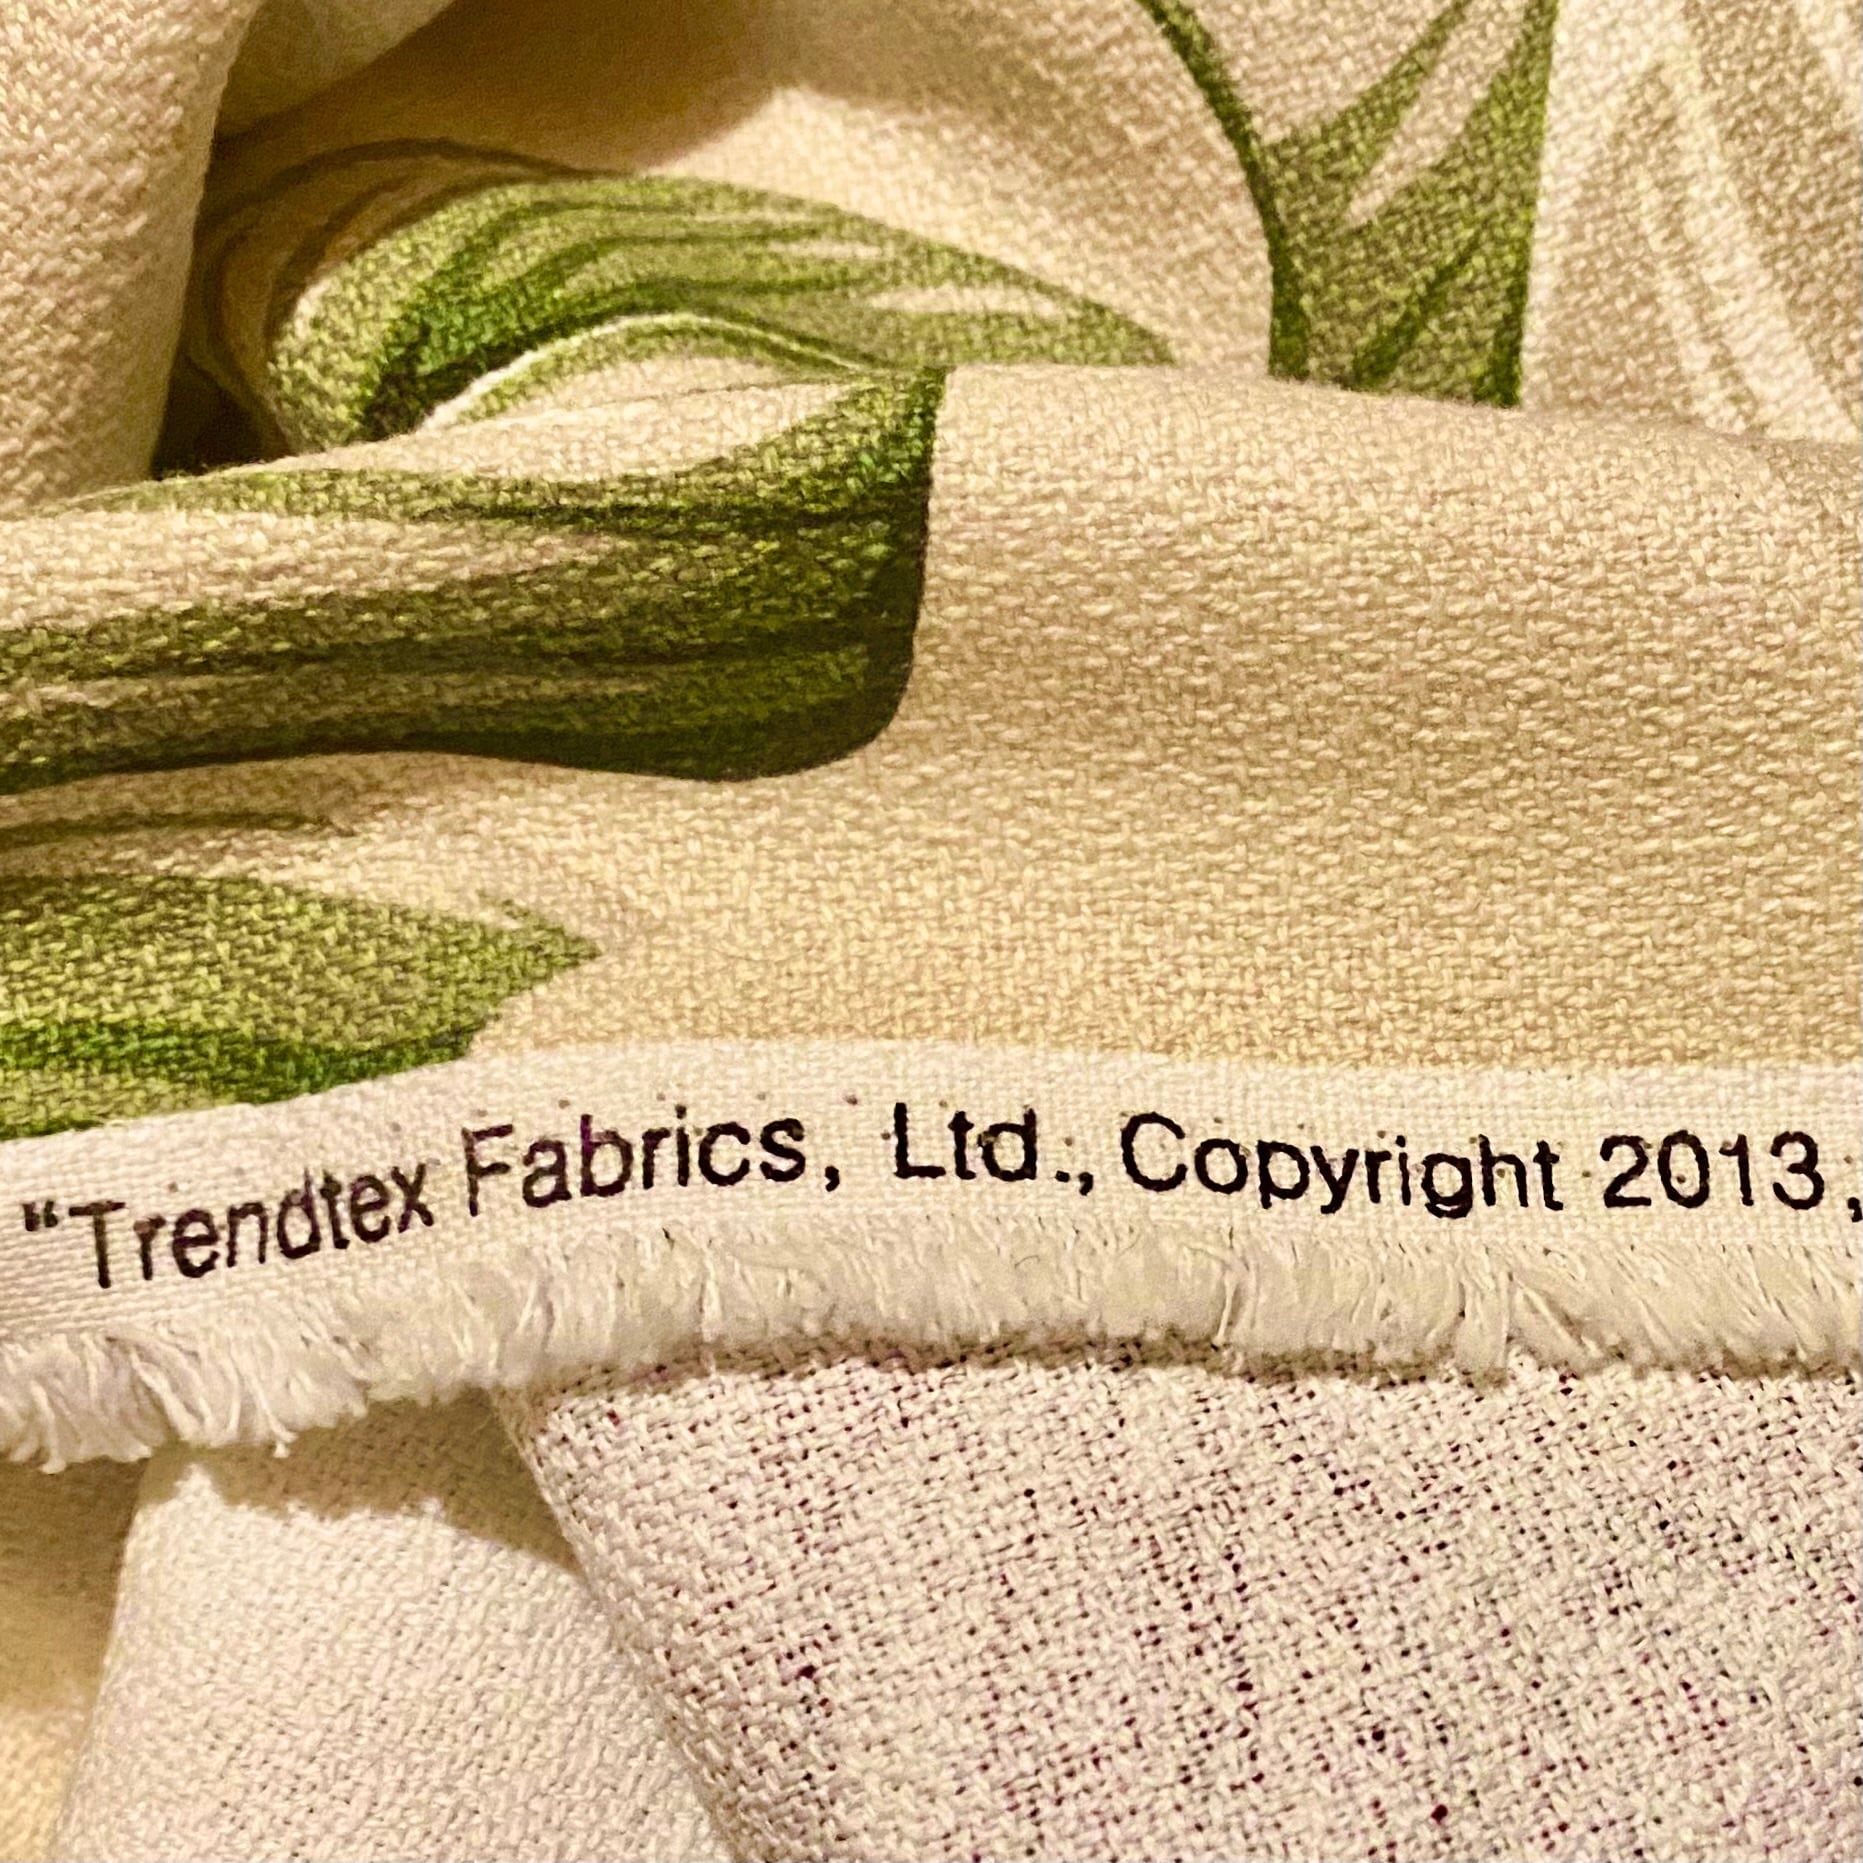 “Trendtex Fabrics, Ltd., Copyright 2013,